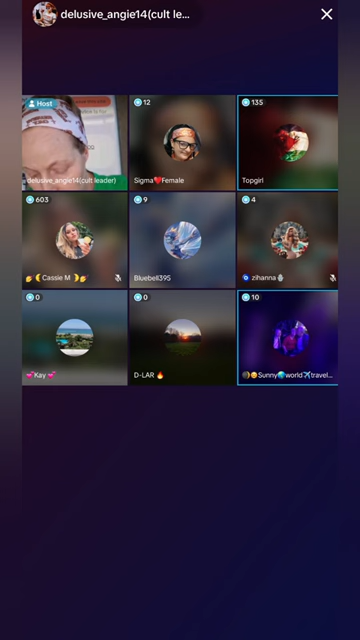 delusive_angie14(cult le...
Host
delusive_angie14(cult leader)
12
Sigma❤️Female
135
Topgirl
603
🌜Cassie M🌛
9
Bluebell395
4
zihanna
0
💕Kay 💕
0
D-LAR 🔥
10
Sunny🌏world✈️travel...